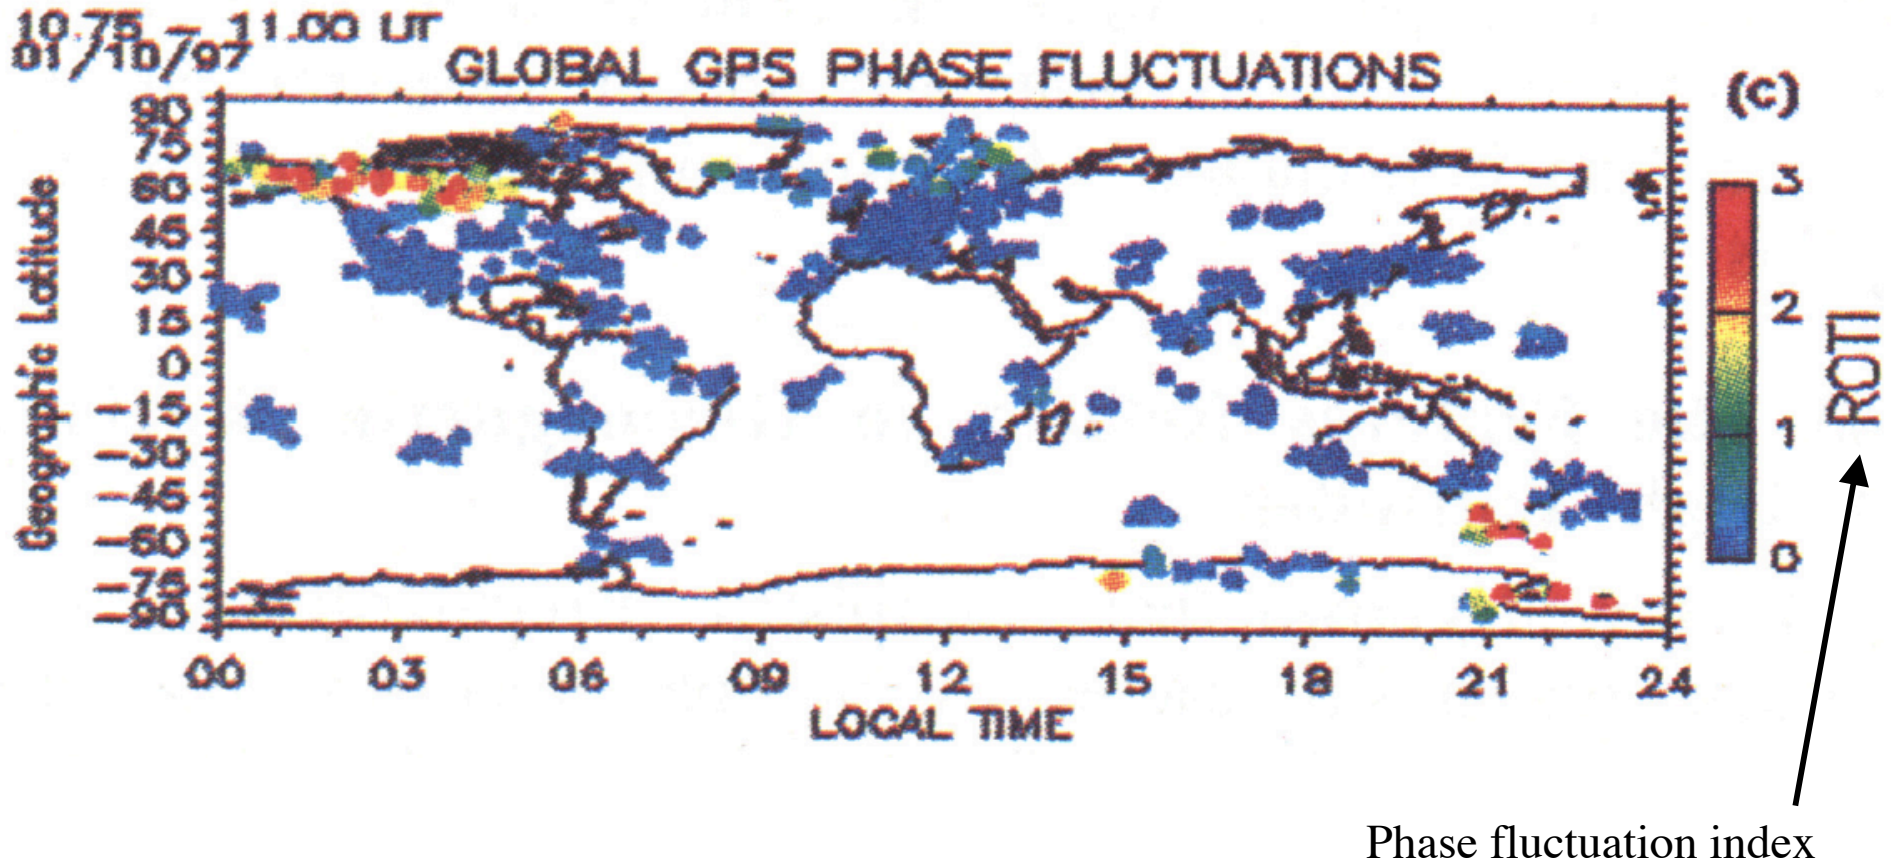 10.75 - 11.00 UT
01/10/97
GLOBAL GPS PHASE FLUCTUATIONS
(c)
Geographic Latitude
90
75
60
45
30
15
0
-15
-30
-45
-60
-75
-90
00 03 06 09 12 15 18 21 24
LOCAL TIME
3
2
1
0
ROTI
Phase fluctuation index